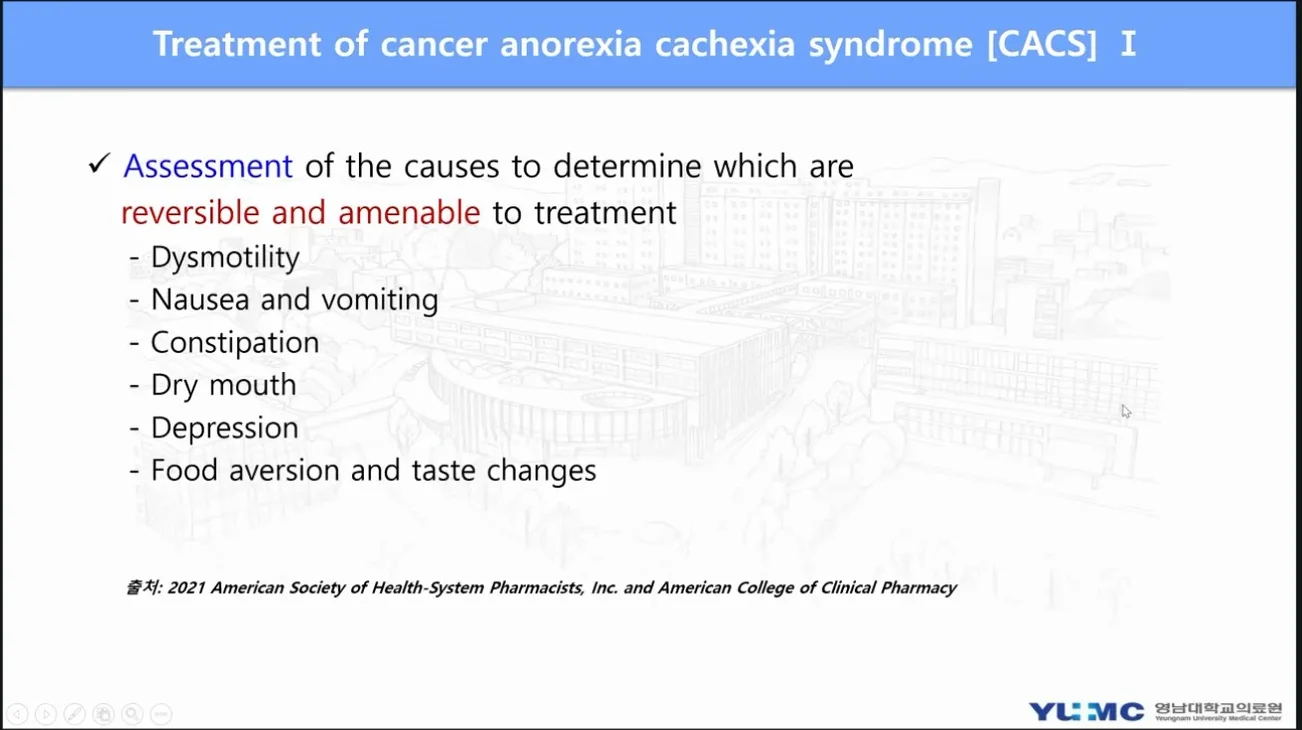 Treatment of cancer anorexia cachexia syndrome [CACS] Ⅰ
✓ Assessment of the causes to determine which are
reversible and amenable to treatment
- Dysmotility
- Nausea and vomiting
- Constipation
- Dry mouth
- Depression
- Food aversion and taste changes
출처: 2021 American Society of Health-System Pharmacists, Inc. and American College of Clinical Pharmacy
YUMC 영남대학교의료원
Yeungnam University Medical Center